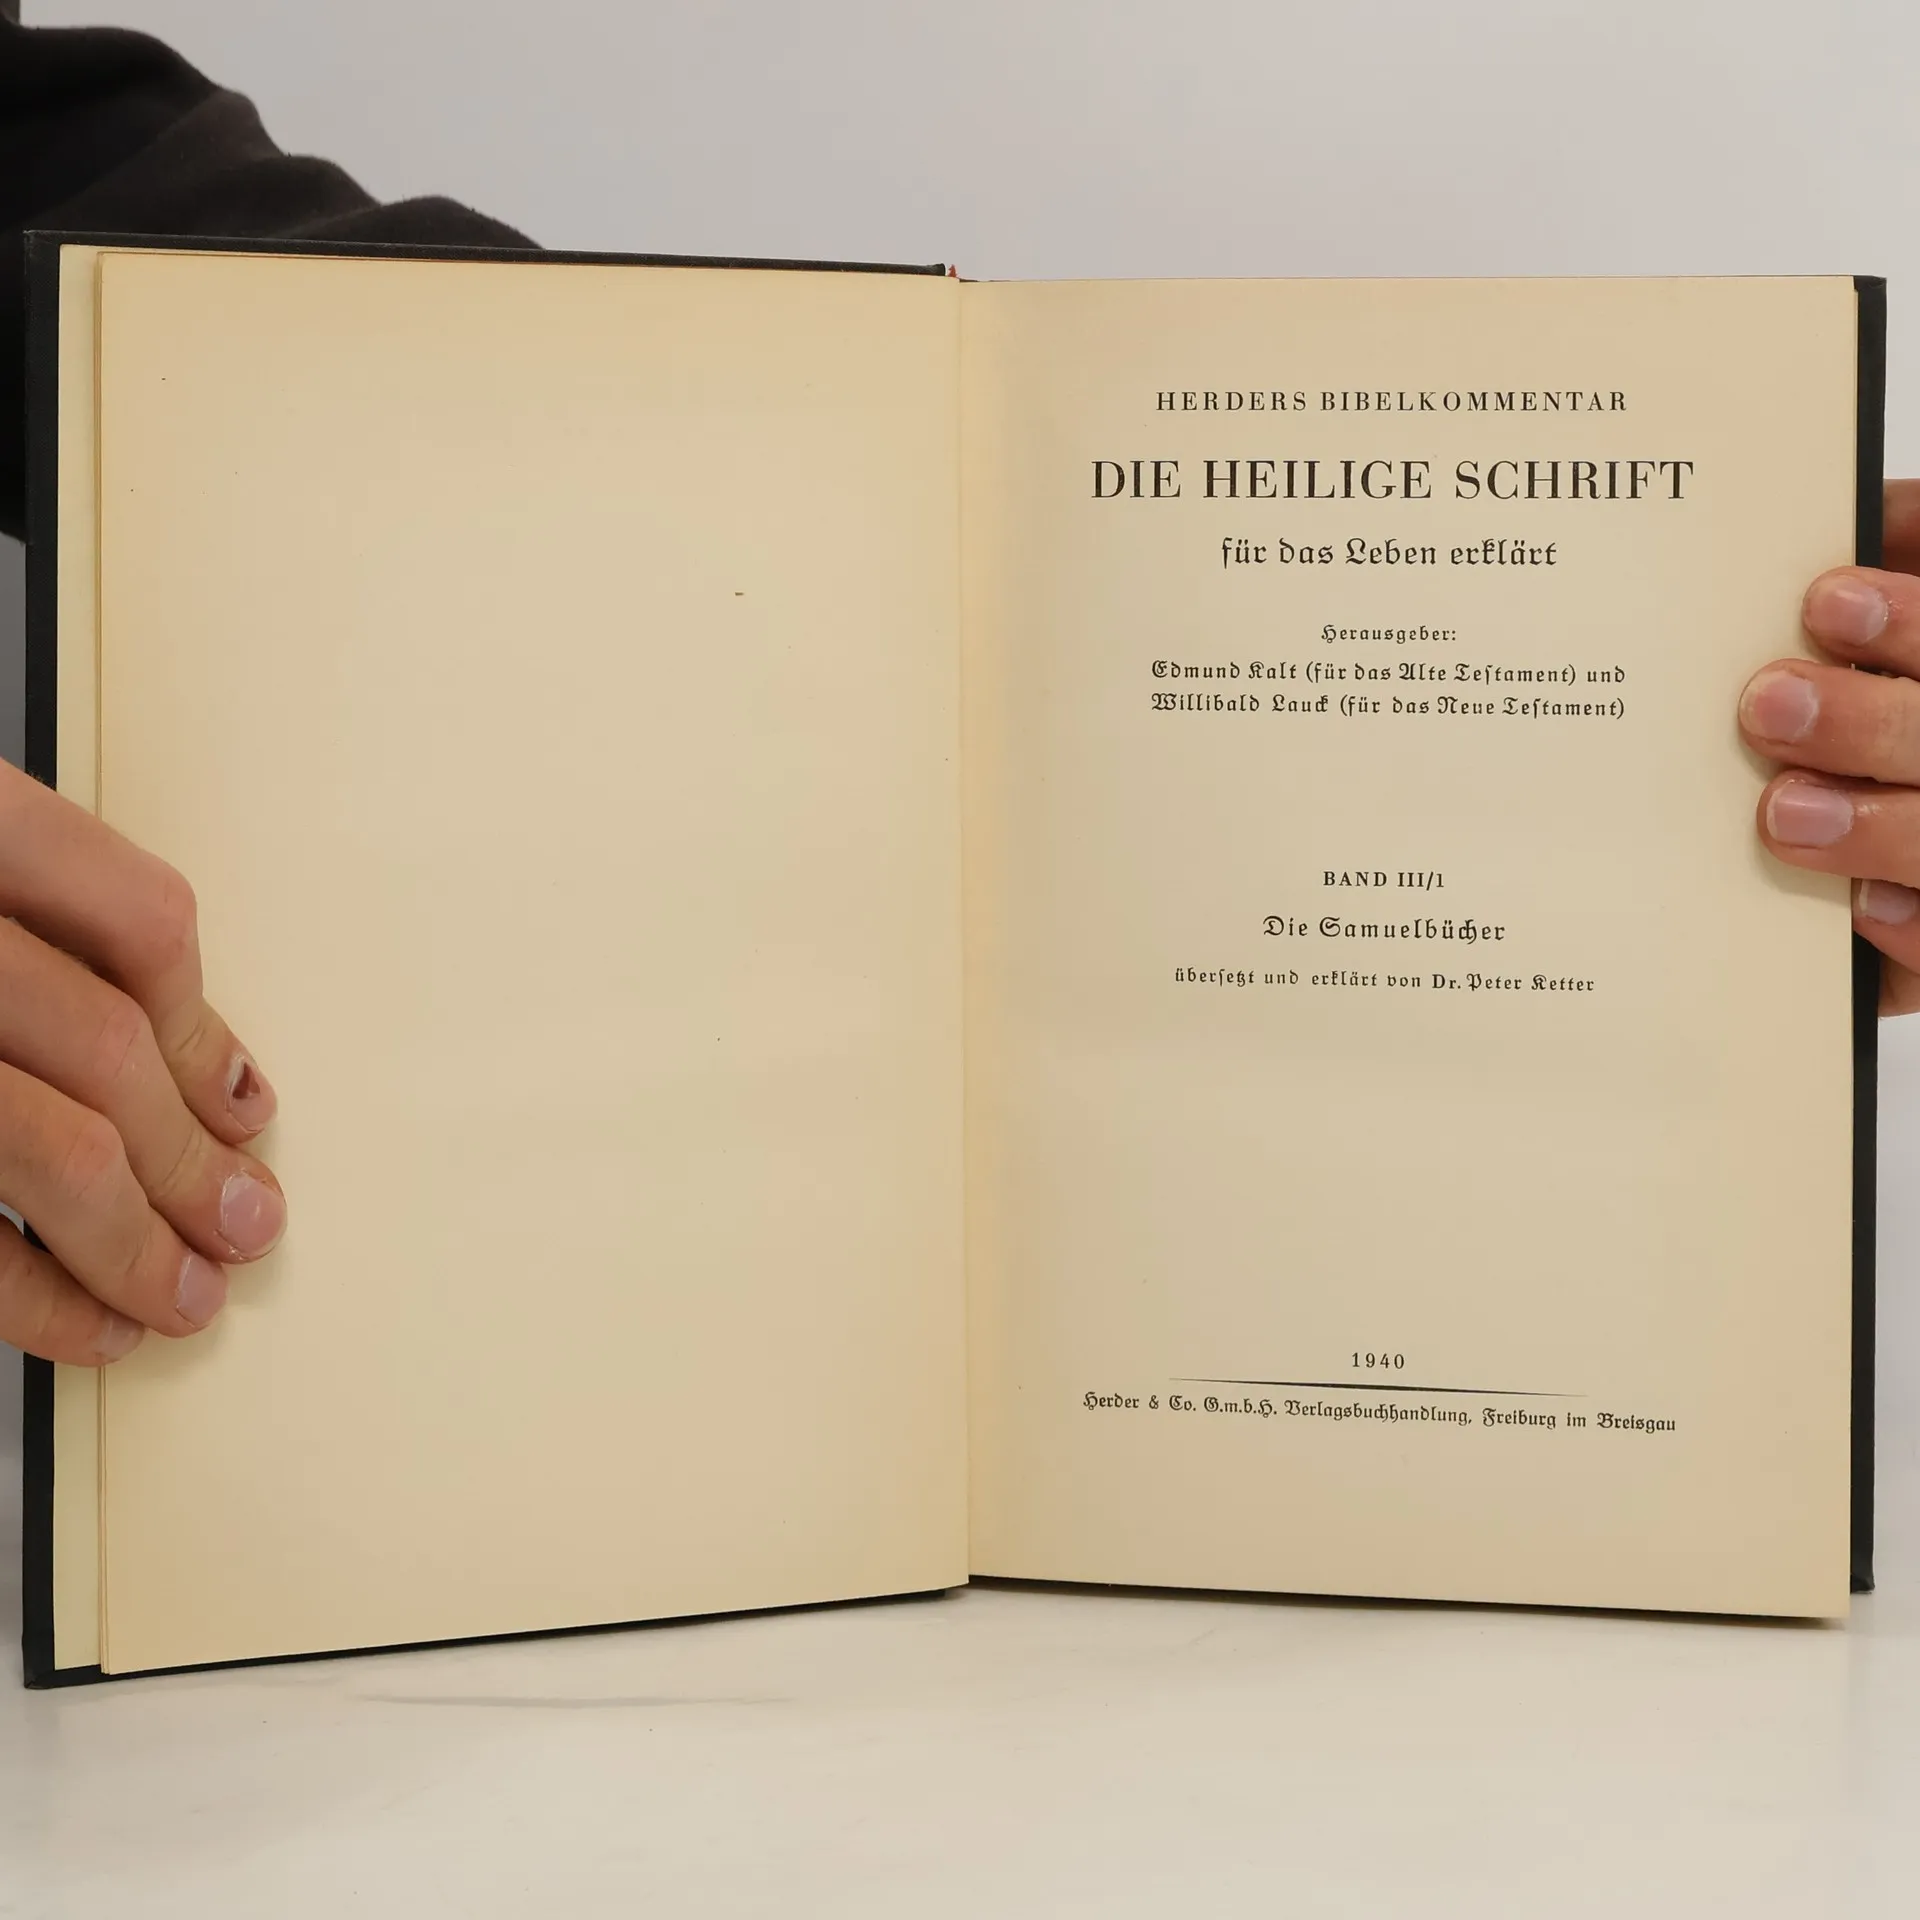 HERDERS BIBELKOMMENTAR
DIE HEILIGE SCHRIFT
für das Leben erklärt
Herausgeber:
Edmund Kalt (für das Alte Teſtament) und
Willibald Lauck (für das Neue Teſtament)
BAND III/1
Die Samuelbücher
überſetzt und erklärt von Dr. Peter Ketter
1940
Herder & Co. G.m.b.H. Verlagsbuchhandlung, Freiburg im Breisgau